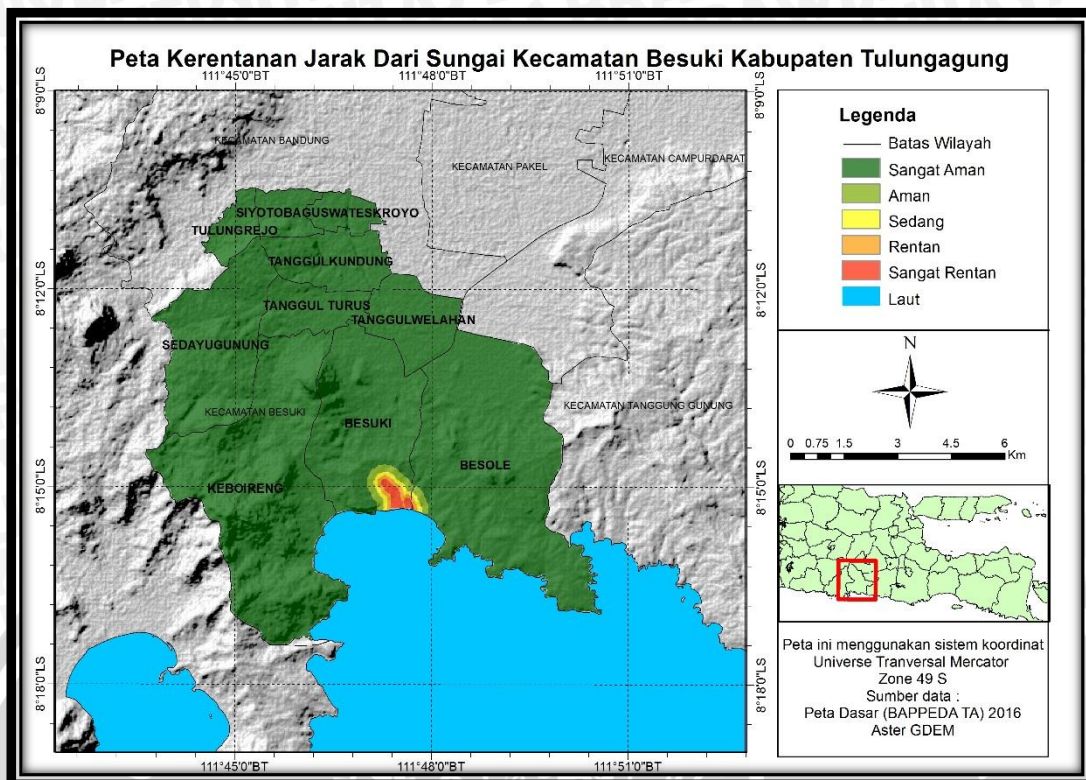 Peta Kerentanan Jarak Dari Sungai Kecamatan Besuki Kabupaten Tulungagung
111°45'0"BT 111°48'0"BT 111°51'0"BT
8°9'0"LS 8°9'0"LS
KECAMATAN BANDUNG
KECAMATAN PAKEL
KECAMATAN CAMPURDARAT
SIYOTOBAGUSWATESKROYO
TULUNGREJO
TANGGULKUNDUNG
8°12'0"LS 8°12'0"LS
TANGGUL TURUS
TANGGULWELAHAN
SEDAYUGUNUNG
KECAMATAN BESUKI
KECAMATAN TANGGUNG GUNUNG
BESUKI
BESOLE
KEBOIRENG
8°15'0"LS 8°15'0"LS
8°18'0"LS 8°18'0"LS
111°45'0"BT 111°48'0"BT 111°51'0"BT
Legenda
Batas Wilayah
Sangat Aman
Aman
Sedang
Rentan
Sangat Rentan
Laut
N
0 0.75 1.5 3 4.5 6
Km
Peta ini menggunakan sistem koordinat
Universe Tranversal Mercator
Zone 49 S
Sumber data :
Peta Dasar (BAPPEDA TA) 2016
Aster GDEM